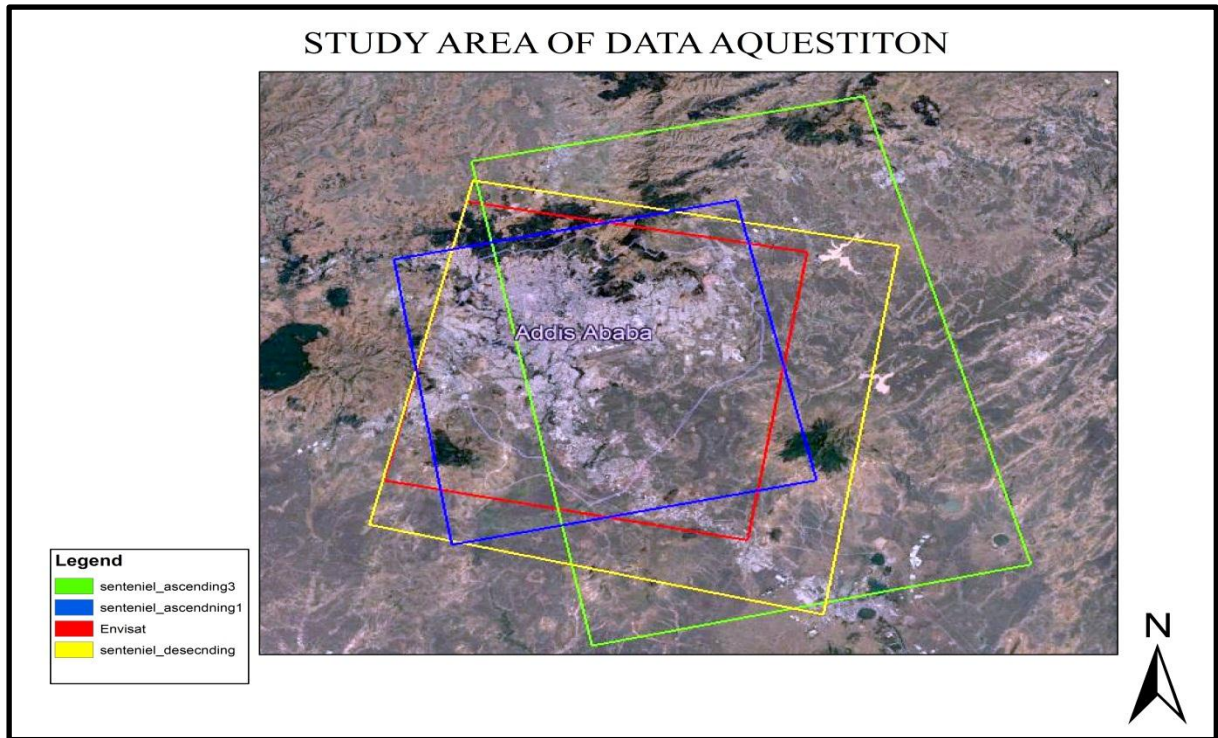 STUDY AREA OF DATA AQUESTITON
Addis Ababa
Legend
senteniel_ascending3
senteniel_ascendning1
Envisat
senteniel_desecnding
N